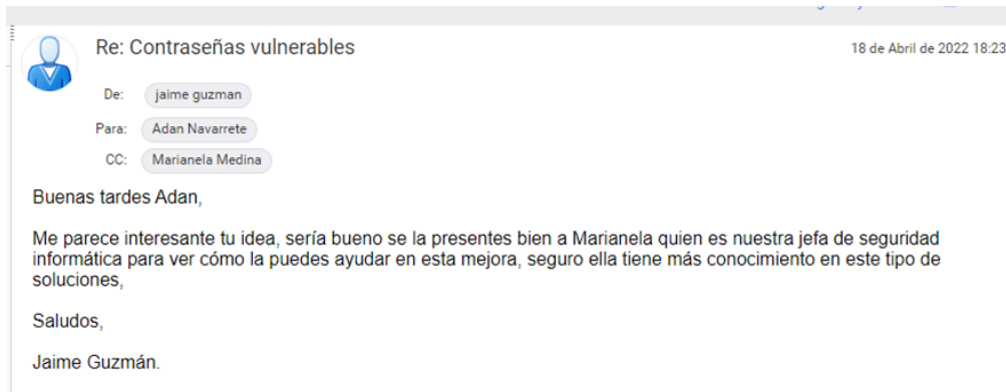 Re: Contraseñas vulnerables
18 de Abril de 2022 18:23
De: jaime guzman
Para: Adan Navarrete
CC: Marianela Medina
Buenas tardes Adan,
Me parece interesante tu idea, sería bueno se la presentes bien a Marianela quien es nuestra jefa de seguridad
informática para ver cómo la puedes ayudar en esta mejora, seguro ella tiene más conocimiento en este tipo de
soluciones,
Saludos,
Jaime Guzmán.